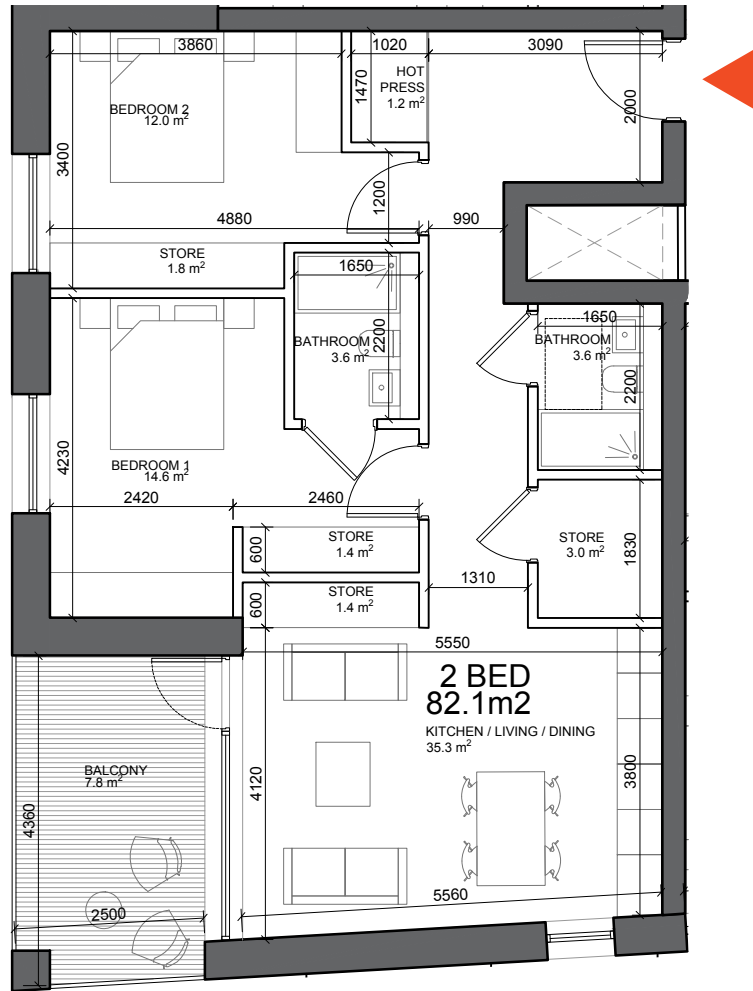 3860
1020
3090
HOT
PRESS
1.2 m²
1470
BEDROOM 2
12.0 m²
2000
3400
1200
4880
990
STORE
1.8 m²
1650
1650
BATHROOM
3.6 m²
2200
BATHROOM
3.6 m²
2200
4230
BEDROOM 1
14.6 m²
2420
2460
STORE
1.4 m²
600
STORE
3.0 m²
1830
STORE
1.4 m²
600
1310
5550
2 BED
82.1m2
KITCHEN / LIVING / DINING
35.3 m²
BALCONY
7.8 m²
4120
3800
4360
5560
2500